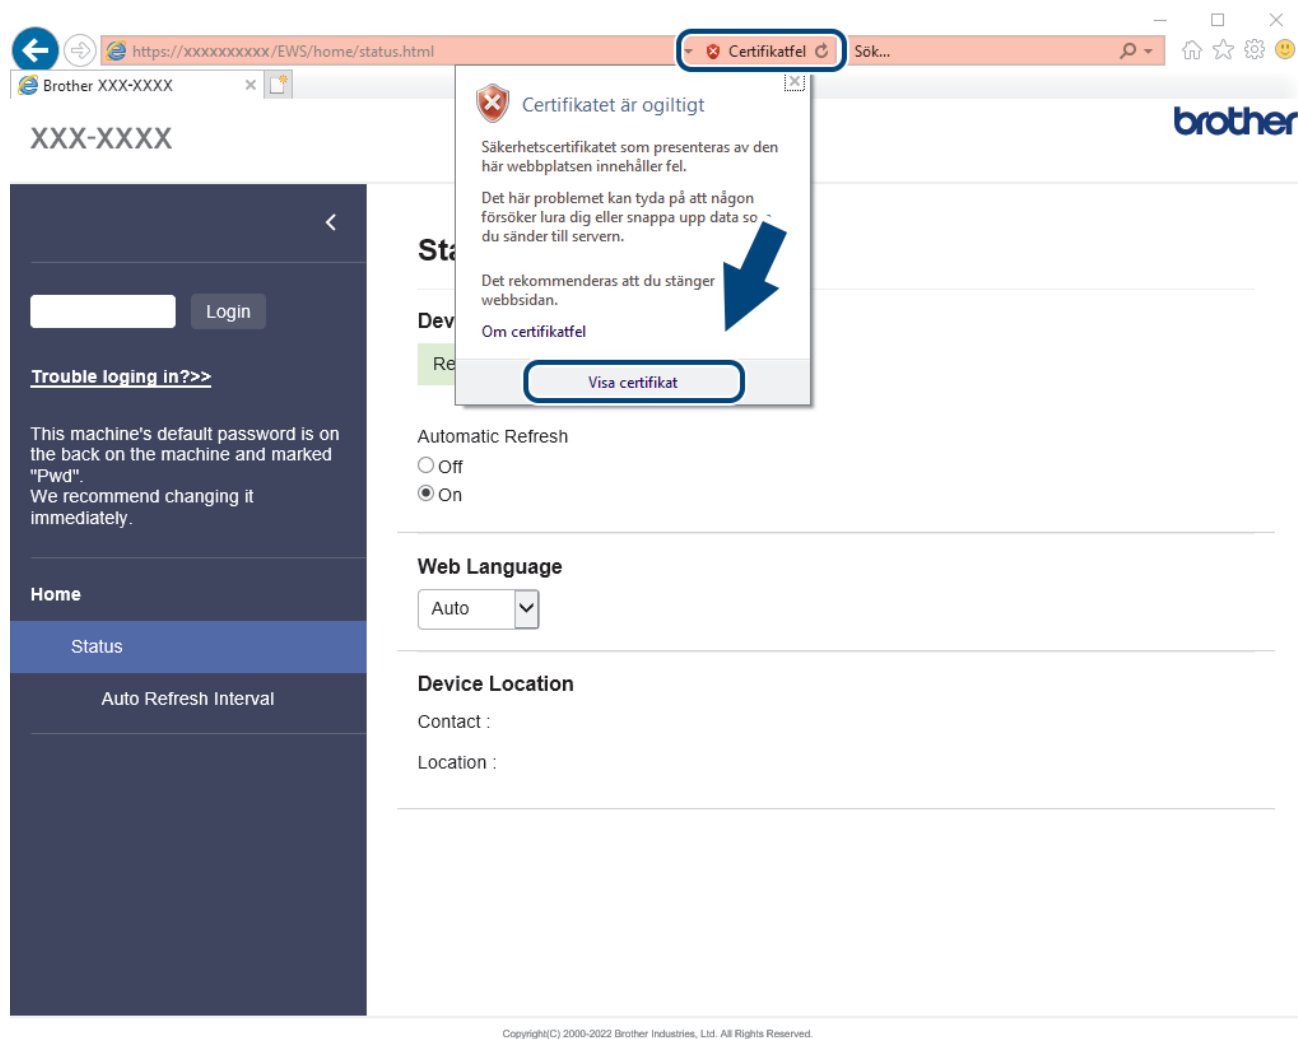 https://xxxxxxxxxx/EWS/home/status.html
Certifikatfel
Sök...
Brother XXX-XXXX
XXX-XXXX
brother
Certifikatet är ogiltigt
Säkerhetscertifikatet som presenteras av den
här webbplatsen innehåller fel.
Det här problemet kan tyda på att någon
försöker lura dig eller snappa upp data
du sänder till servern.
Det rekommenderas att du stänger
webbsidan.
Om certifikatfel
Visa certifikat
Login
Trouble loging in?>>
This machine's default password is on
the back on the machine and marked
"Pwd".
We recommend changing it
immediately.
Home
Status
Auto Refresh Interval
Automatic Refresh
Off
On
Web Language
Auto
Device Location
Contact :
Location :
Copyright(C) 2000-2022 Brother Industries, Ltd. All Rights Reserved.